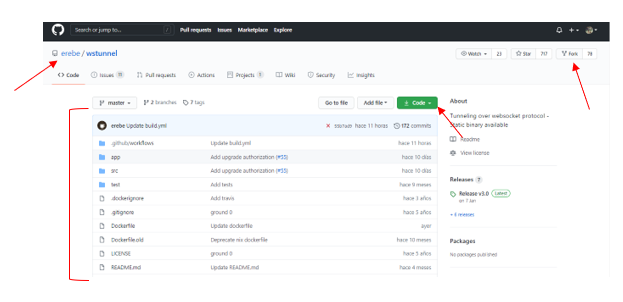 Search or jump to... /
Pull requests Issues Marketplace Explore
erebe / wstunnel
Watch 23 Star 717 Fork 78
Code Issues Pull requests Actions Projects Wiki Security Insights
master 2 branches 7 tags Go to file Add file Code
erebe Update build.yml hace 11 horas 172 commits
.github/workflows Update build.yml hace 11 horas
app Add upgrade authorization (#35) hace 10 días
src Add upgrade authorization (#35) hace 10 días
test Add tests hace 9 meses
.dockerignore Add travis hace 3 años
.gitignore ground 0 hace 5 años
Dockerfile Update dockerfile ayer
Dockerfile.old Deprecate nix dockerfile hace 10 meses
LICENSE ground 0 hace 5 años
README.md Update README.md hace 4 meses
About
Tunneling over websocket protocol -
Static binary available
Readme
View license
Releases 7
Release v3.0 Latest
on 7 Jan
+ 6 releases
Packages
No packages published